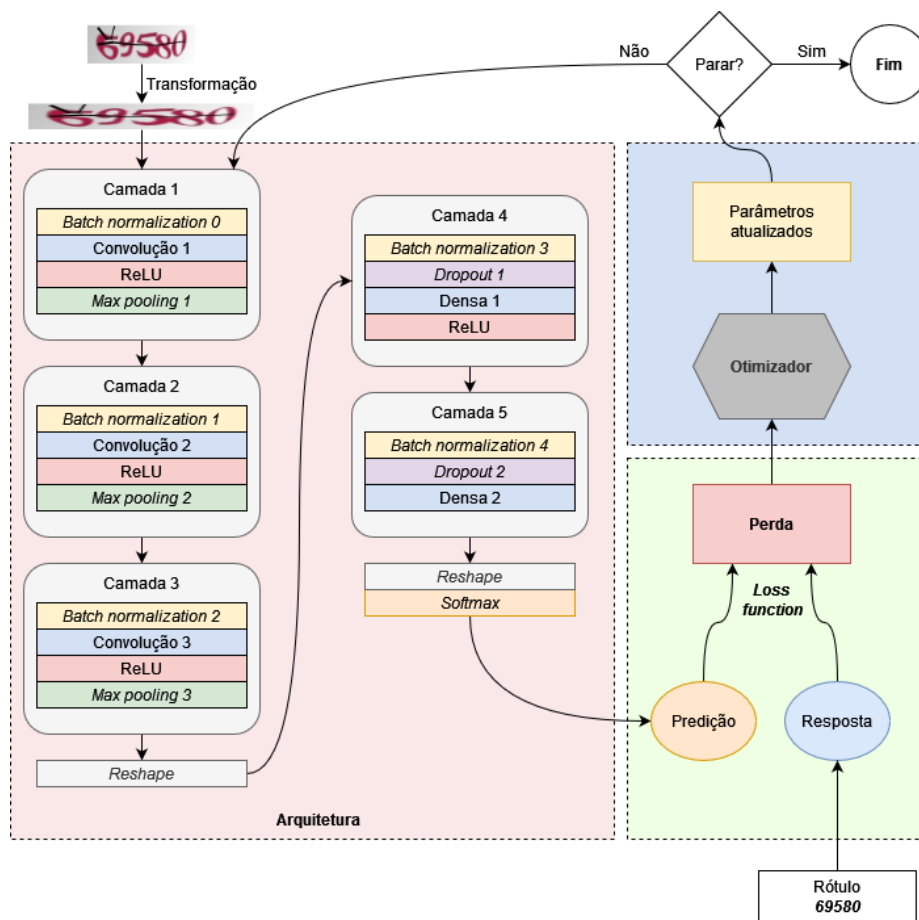 69580
Transformação
69580
Não
Parar?
Sim
Fim
Camada 1
Batch normalization 0
Convolução 1
ReLU
Max pooling 1
Camada 2
Batch normalization 1
Convolução 2
ReLU
Max pooling 2
Camada 3
Batch normalization 2
Convolução 3
ReLU
Max pooling 3
Reshape
Camada 4
Batch normalization 3
Dropout 1
Densa 1
ReLU
Camada 5
Batch normalization 4
Dropout 2
Densa 2
Reshape
Softmax
Arquitetura
Parâmetros
atualizados
Otimizador
Perda
Loss
function
Predição
Resposta
Rótulo
69580